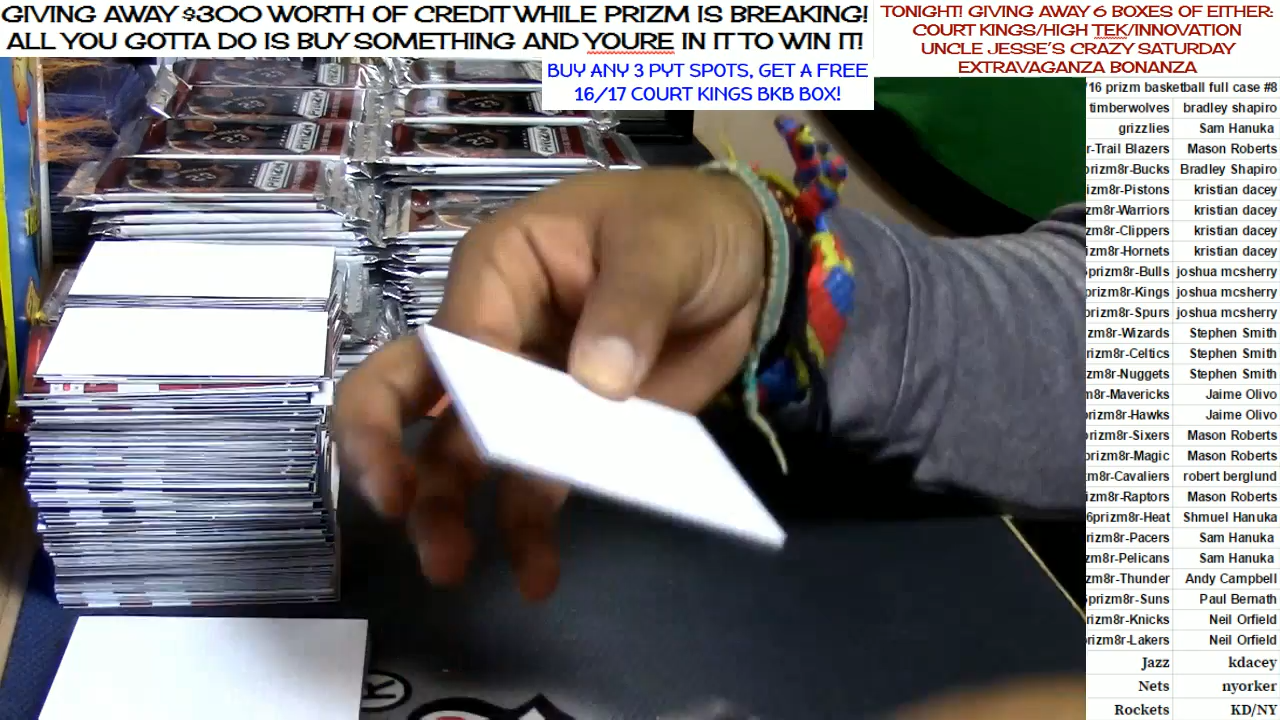 GIVING AWAY $300 WORTH OF CREDIT WHILE PRIZM IS BREAKING!
ALL YOU GOTTA DO IS BUY SOMETHING AND YOURE IN IT TO WIN IT!
BUY ANY 3 PYT SPOTS, GET A FREE
16/17 COURT KINGS BKB BOX!
TONIGHT! GIVING AWAY 6 BOXES OF EITHER:
COURT KINGS/HIGH TEK/INNOVATION
UNCLE JESSE'S CRAZY SATURDAY
EXTRAVAGANZA BONANZA
16 prizm basketball full case #8
timberwolves bradley shapiro
grizzlies Sam Hanuka
r-Trail Blazers Mason Roberts
prizm8r-Bucks Bradley Shapiro
izm8r-Pistons kristian dacey
zm8r-Warriors kristian dacey
zm8r-Clippers kristian dacey
izm8r-Hornets kristian dacey
prizm8r-Bulls joshua mcsherry
prizm8r-Kings joshua mcsherry
prizm8r-Spurs joshua mcsherry
zm8r-Wizards Stephen Smith
rizm8r-Celtics Stephen Smith
zm8r-Nuggets Stephen Smith
m8r-Mavericks Jaime Olivo
prizm8r-Hawks Jaime Olivo
prizm8r-Sixers Mason Roberts
prizm8r-Magic Mason Roberts
m8r-Cavaliers robert berglund
izm8r-Raptors Mason Roberts
6prizm8r-Heat Shmuel Hanuka
rizm8r-Pacers Sam Hanuka
zm8r-Pelicans Sam Hanuka
zm8r-Thunder Andy Campbell
prizm8r-Suns Paul Bernath
rizm8r-Knicks Neil Orfield
rizm8r-Lakers Neil Orfield
Jazz kdacey
Nets nyorker
Rockets KD/NY
PRIZM
PRIZM
PRIZM